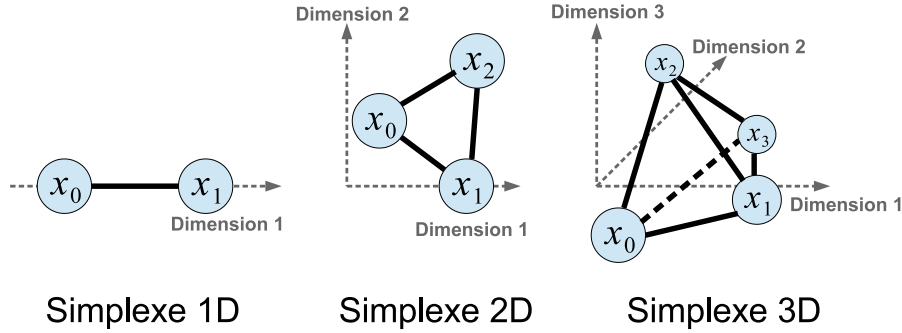 x0
x1
Dimension 1
Simplexe 1D
Dimension 2
x2
x0
x1
Dimension 1
Simplexe 2D
Dimension 3
Dimension 2
x2
x3
x1
x0
Dimension 1
Simplexe 3D